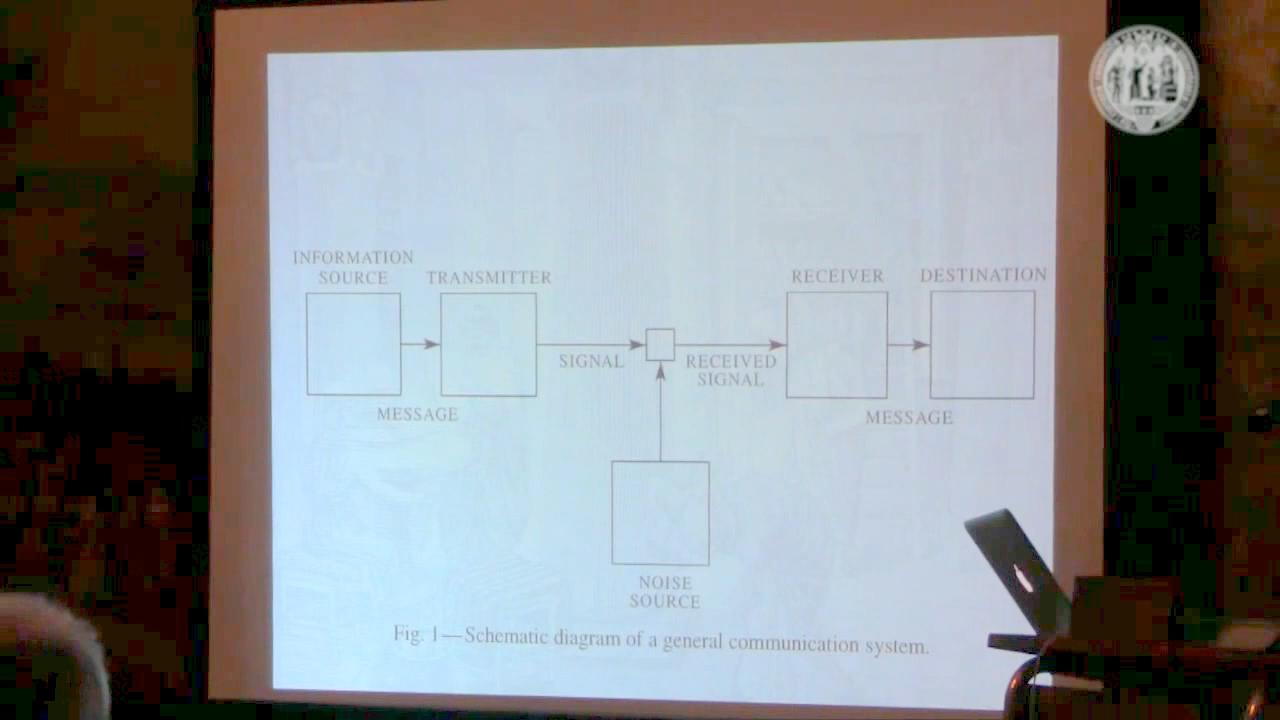 INFORMATION
SOURCE
TRANSMITTER
RECEIVER
DESTINATION
SIGNAL
RECEIVED
SIGNAL
MESSAGE
MESSAGE
NOISE
SOURCE
Fig. 1—Schematic diagram of a general communication system.